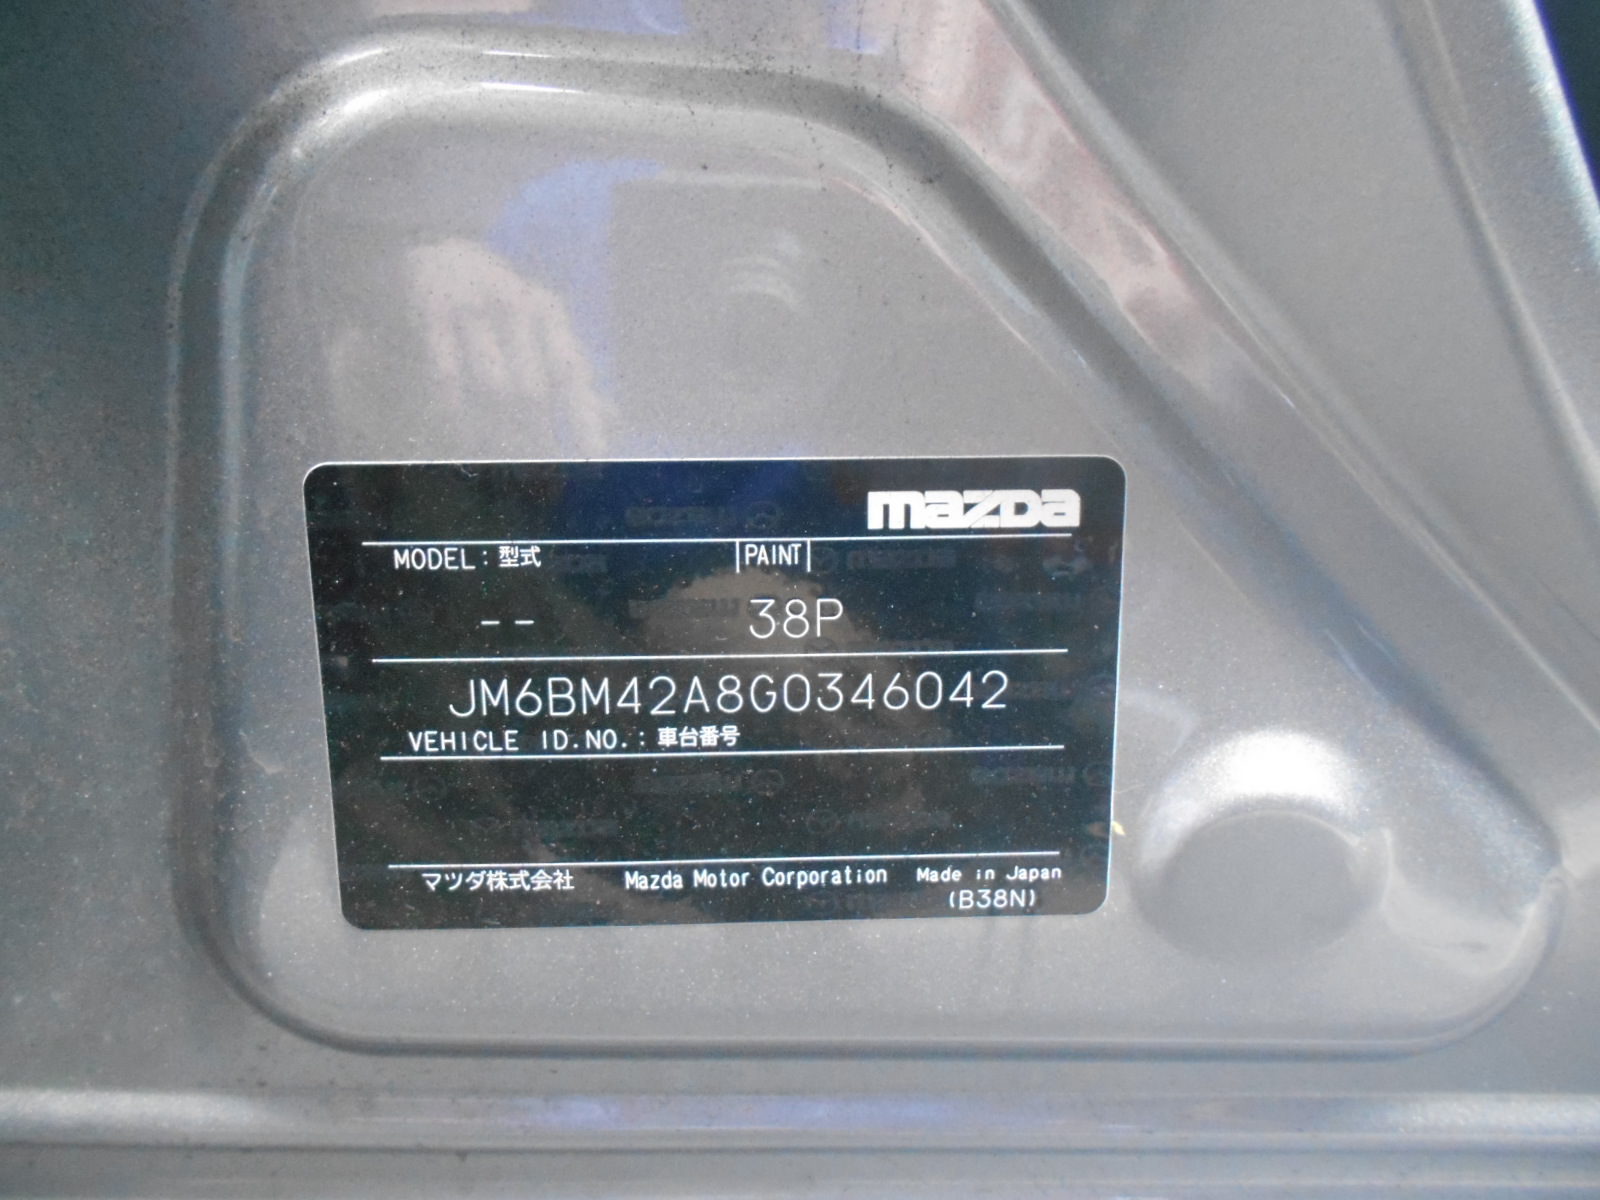 mazda
MODEL：型式 PAINT
-- 38P
JM6BM42A8G0346042
VEHICLE ID.NO.：車台番号
マツダ株式会社 Mazda Motor Corporation Made in Japan
(B38N)